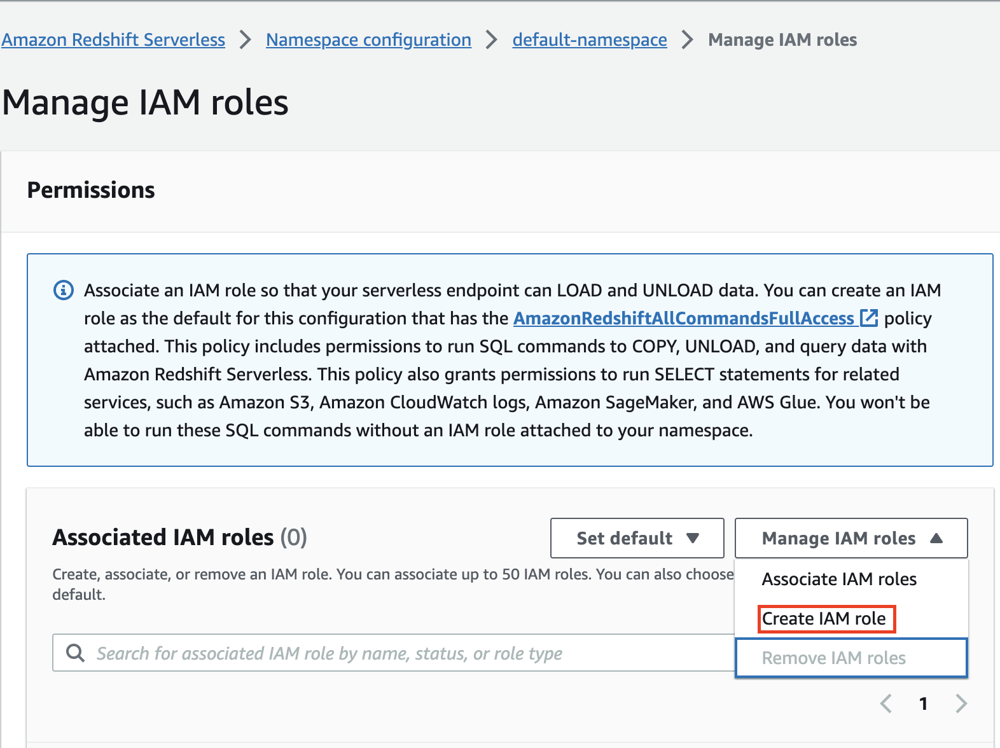 Amazon Redshift Serverless > Namespace configuration > default-namespace > Manage IAM roles
Manage IAM roles
Permissions
Associate an IAM role so that your serverless endpoint can LOAD and UNLOAD data. You can create an IAM
role as the default for this configuration that has the AmazonRedshiftAllCommandsFullAccess policy
attached. This policy includes permissions to run SQL commands to COPY, UNLOAD, and query data with
Amazon Redshift Serverless. This policy also grants permissions to run SELECT statements for related
services, such as Amazon S3, Amazon CloudWatch logs, Amazon SageMaker, and AWS Glue. You won't be
able to run these SQL commands without an IAM role attached to your namespace.
Associated IAM roles (0)
Set default
Manage IAM roles
Create, associate, or remove an IAM role. You can associate up to 50 IAM roles. You can also choose
default.
Associate IAM roles
Create IAM role
Remove IAM roles
Search for associated IAM role by name, status, or role type
1